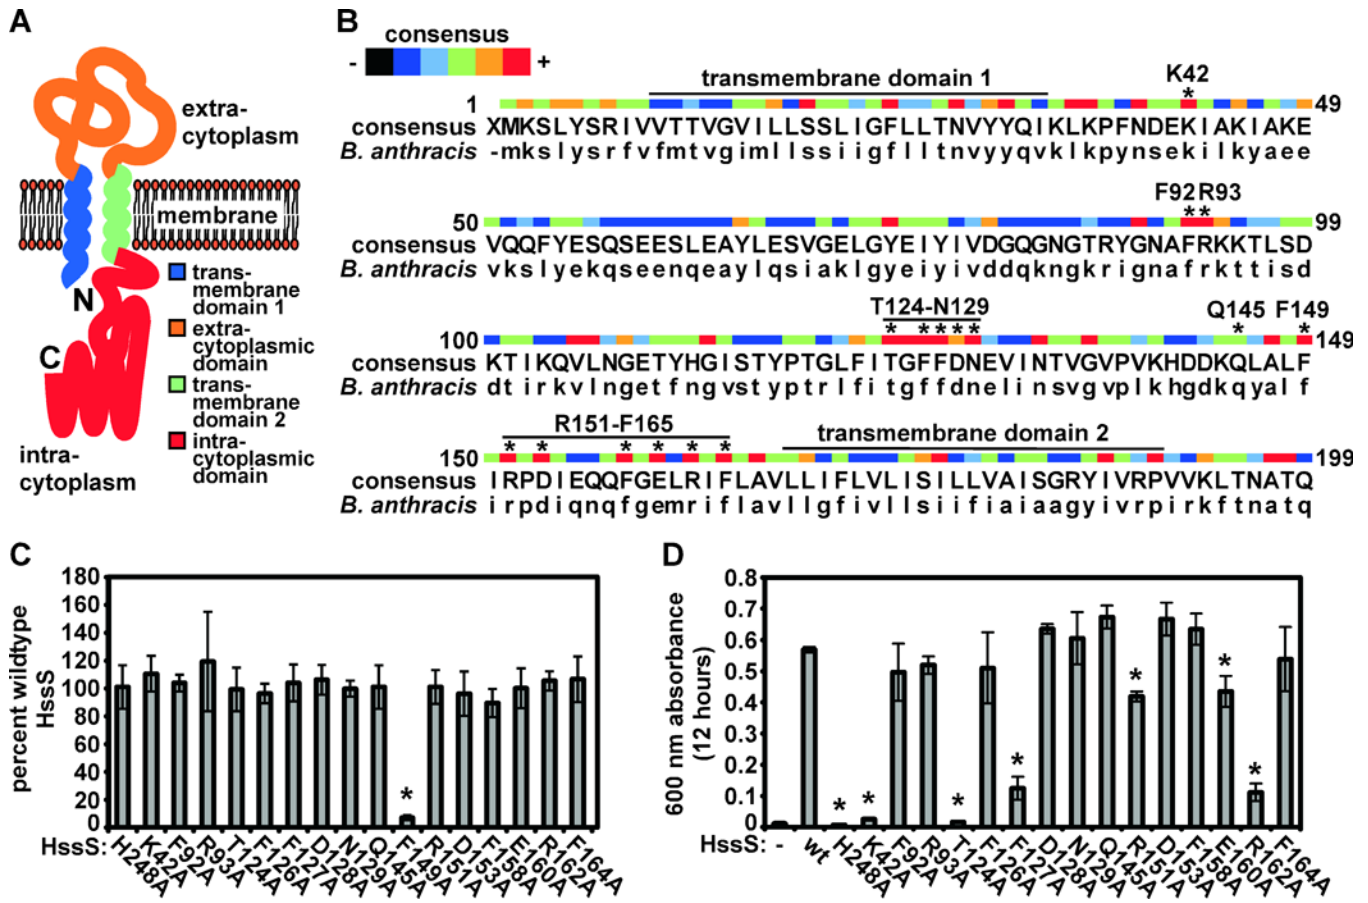 A
extra-
cytoplasm
membrane
N
C
trans-
membrane
domain 1
extra-
cytoplasmic
domain
trans-
membrane
domain 2
intra-
cytoplasmic
domain
intra-
cytoplasm
B
consensus
- +
transmembrane domain 1
K42
*
1 49
consensus XMKSLYSRIVVTTVGVILLSSLIGFLLTNVYYQIKLKPFNDEKIAKIAKE
B. anthracis -mkslysrfvfmtvgimllssiigflltnvyyqvklkpynsekilkyaee
F92 R93
* *
50 99
consensus VQQFYESQSEESLEAYLESVGELGYEIYIVDGQGNGTRYGNAFRKKTLSD
B. anthracis vkslyekqseenqeaylqsiaklgyeiyivddqkngkrignafrkttisd
T124-N129 Q145 F149
* * * * * * *
100 149
consensus KTIKQVLNGETYHGISTYPTGLFITGFFDNEVINTVGVPVKHDDKQLALF
B. anthracis dtirkvlngetfngvstyptrlfitgffdnelinsvgvplkhgdkqyalf
R151-F165 transmembrane domain 2
* * * * * *
150 199
consensus IRPDIEQQFGELRIFLAVLLIFLVLISILLVAISGRYIVRPVVKLTNATQ
B. anthracis irpdiqnqfgemriflavllgfivllsiifiaiaagyivrpirkftnatq
C
percent wildtype
HssS
180
160
140
120
100
80
60
40
20
0
*
HssS: H248A K42A F92A R93A T124A F126A F127A D128A N129A Q145A F149A R151A D153A F158A E160A R162A F164A
D
600 nm absorbance
(12 hours)
0.8
0.7
0.6
0.5
0.4
0.3
0.2
0.1
0
* * * * * * *
HssS: - wt H248A K42A F92A R93A T124A F126A F127A D128A N129A Q145A R151A D153A F158A E160A R162A F164A